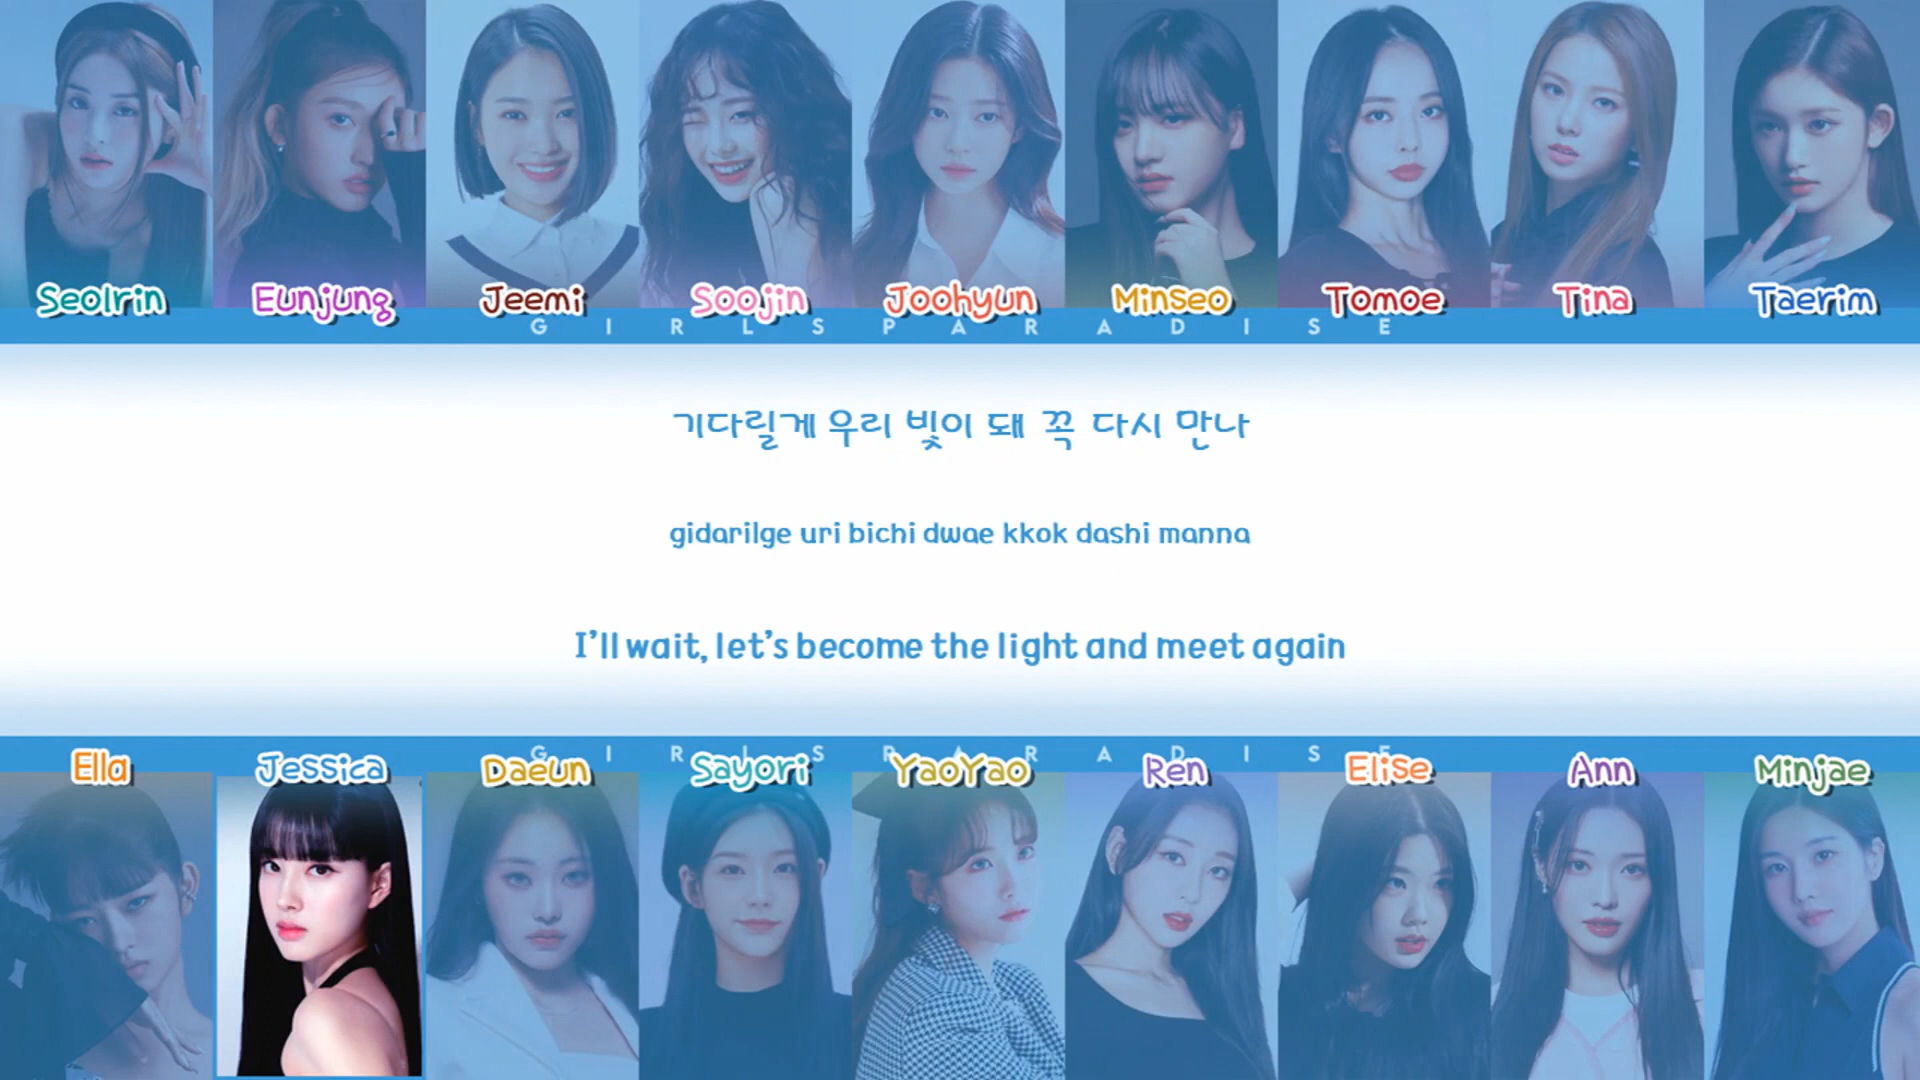 Seolrin Eunjung Jeemi Soojin Joohyun Minseo Tomoe Tina Taerim
GIRLSPARADISE
기다릴게 우리 빛이 돼 꼭 다시 만나
gidarilge uri bichi dwae kkok dashi manna
I'll wait, let's become the light and meet again
GIRLSPARADISE
Ella Jessica Daeun Sayori YaoYao Ren Elise Ann Minjae